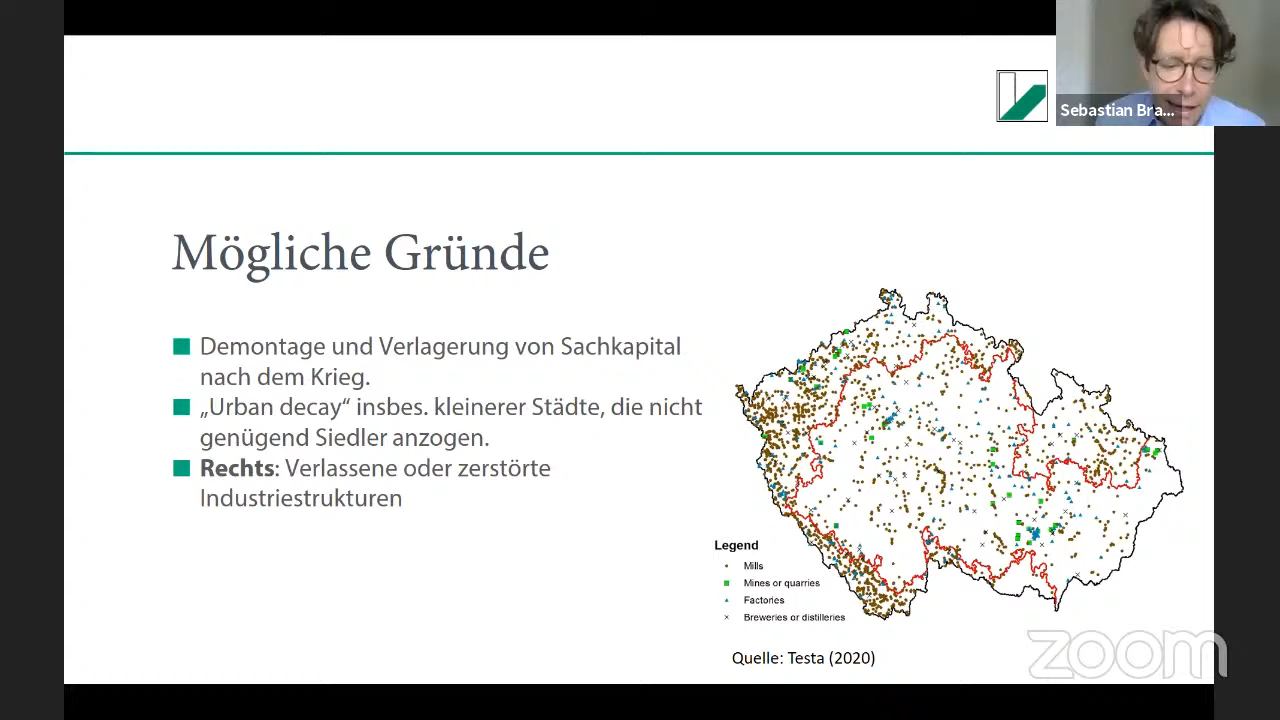 Sebastian Bra...
Mögliche Gründe
Demontage und Verlagerung von Sachkapital
nach dem Krieg.
„Urban decay“ insbes. kleinerer Städte, die nicht
genügend Siedler anzogen.
Rechts: Verlassene oder zerstörte
Industriestrukturen
Legend
Mills
Mines or quarries
Factories
Breweries or distilleries
Quelle: Testa (2020)
zoom